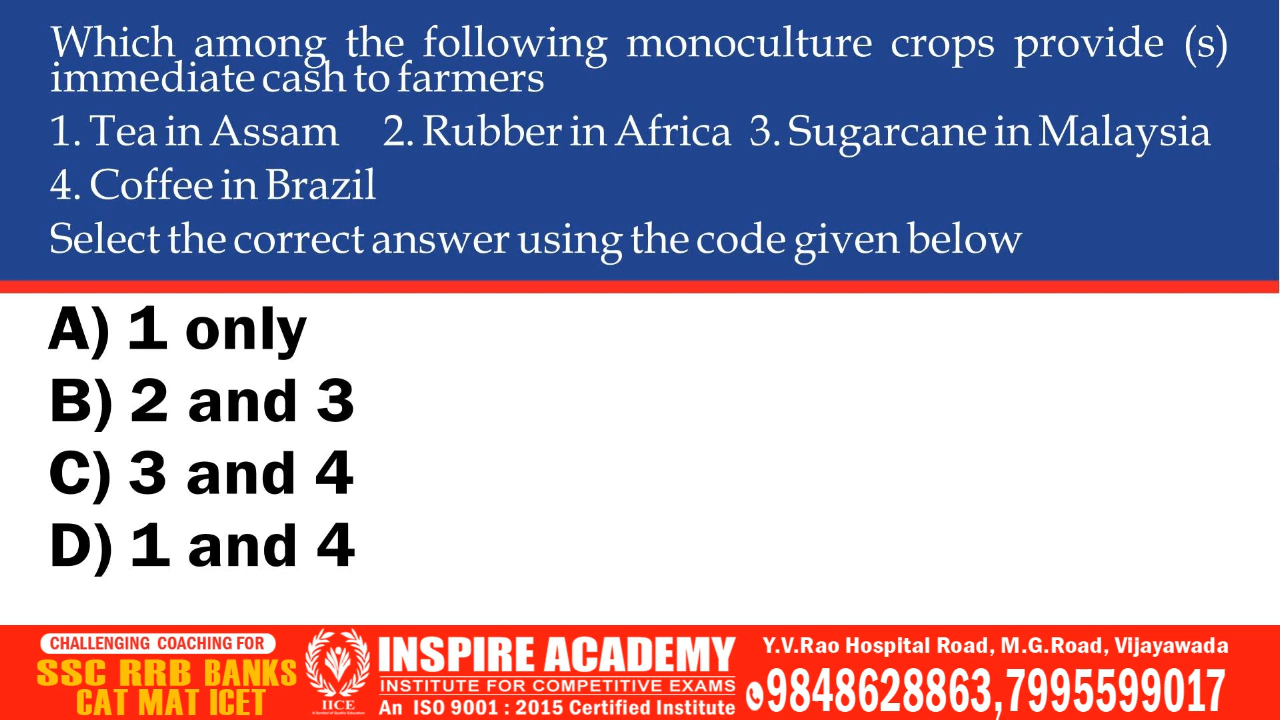 Which among the following monoculture crops provide (s)
immediate cash to farmers
1. Tea in Assam 2. Rubber in Africa 3. Sugarcane in Malaysia
4. Coffee in Brazil
Select the correct answer using the code given below
A) 1 only
B) 2 and 3
C) 3 and 4
D) 1 and 4
CHALLENGING COACHING FOR
SSC RRB BANKS
CAT MAT ICET
IICE
INSPIRE ACADEMY
INSTITUTE FOR COMPETITIVE EXAMS
An ISO 9001 : 2015 Certified Institute
Y.V.Rao Hospital Road, M.G.Road, Vijayawada
9848628863,7995599017